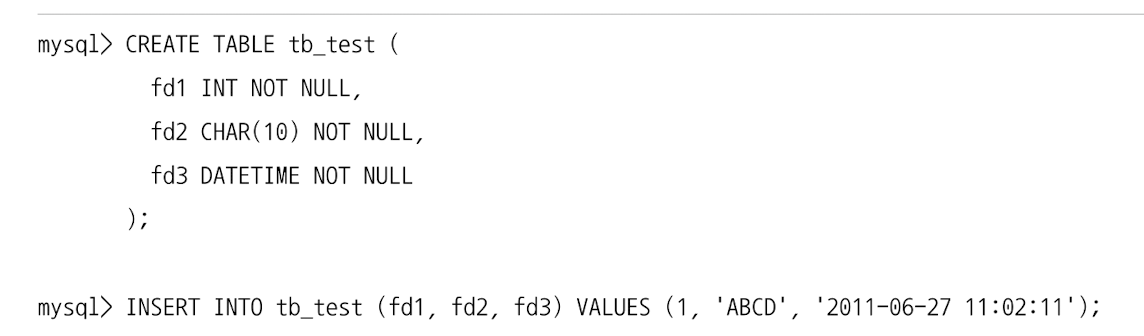 mysql> CREATE TABLE tb_test (
fd1 INT NOT NULL,
fd2 CHAR(10) NOT NULL,
fd3 DATETIME NOT NULL
);
mysql> INSERT INTO tb_test (fd1, fd2, fd3) VALUES (1, 'ABCD', '2011-06-27 11:02:11');